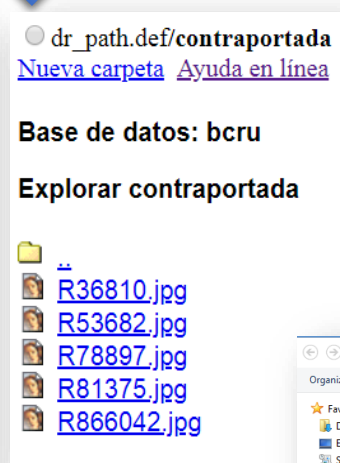 dr_path.def/contraportada
Nueva carpeta Ayuda en línea
Base de datos: bcru
Explorar contraportada
..
R36810.jpg
R53682.jpg
R78897.jpg
R81375.jpg
R866042.jpg